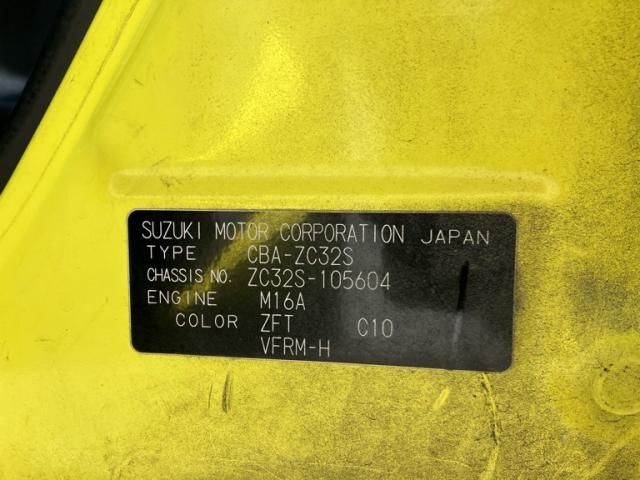 SUZUKI MOTOR CORPORATION JAPAN
TYPE CBA-ZC32S
CHASSIS NO. ZC32S-105604
ENGINE M16A
COLOR ZFT C10
VFRM-H